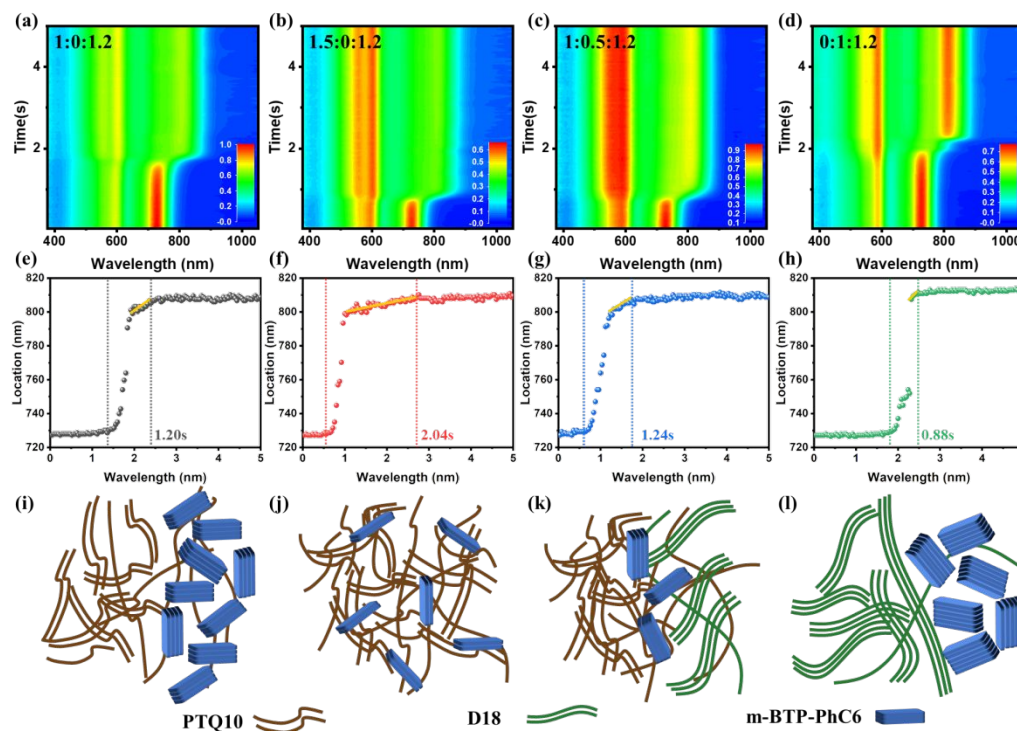 (a)
1:0:1.2
Time(s)
4
2
1.0
0.8
0.6
0.4
0.2
-0.0
400 600 800 1000
Wavelength (nm)
(b)
1.5:0:1.2
Time(s)
4
2
0.6
0.5
0.4
0.3
0.2
0.1
-0.0
400 600 800 1000
Wavelength (nm)
(c)
1:0.5:1.2
Time(s)
4
2
0.9
0.8
0.7
0.6
0.5
0.4
0.3
0.2
0.1
400 600 800 1000
Wavelength (nm)
(d)
0:1:1.2
Time(s)
4
2
0.7
0.6
0.5
0.4
0.3
0.2
0.1
-0.0
400 600 800 1000
Wavelength (nm)
(e)
Location (nm)
820
800
780
760
740
720
1.20s
0 1 2 3 4 5
Wavelength (nm)
(f)
Location (nm)
820
800
780
760
740
720
2.04s
0 1 2 3 4 5
Wavelength (nm)
(g)
Location (nm)
820
800
780
760
740
720
1.24s
0 1 2 3 4 5
Wavelength (nm)
(h)
Location (nm)
820
800
780
760
740
720
0.88s
0 1 2 3 4
Wavelength (nm)
(i)
(j)
(k)
(l)
PTQ10
D18
m-BTP-PhC6